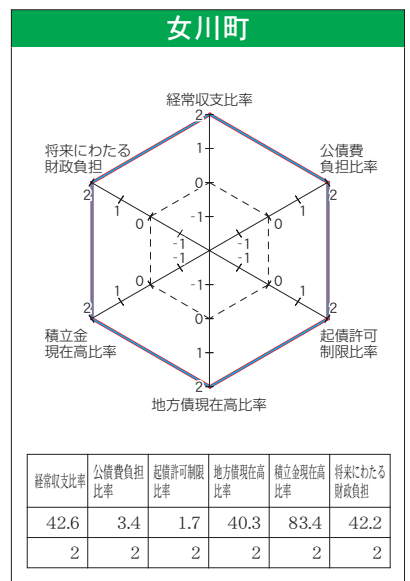 女川町
経常収支比率
2
将来にわたる
財政負担
公債費
負担比率
1
2
0
2
1
1
0
-1
0
-1
-1
-1
-1
0
-1
0
1
1
2
0
2
積立金
現在高比率
起債許可
制限比率
1
2
地方債現在高比率
経常収支比率 公債費負担 起債許可制限 地方債現在高 積立金現在高 将来にわたる
比率 比率 比率 比率 財政負担
42.6 3.4 1.7 40.3 83.4 42.2
2 2 2 2 2 2